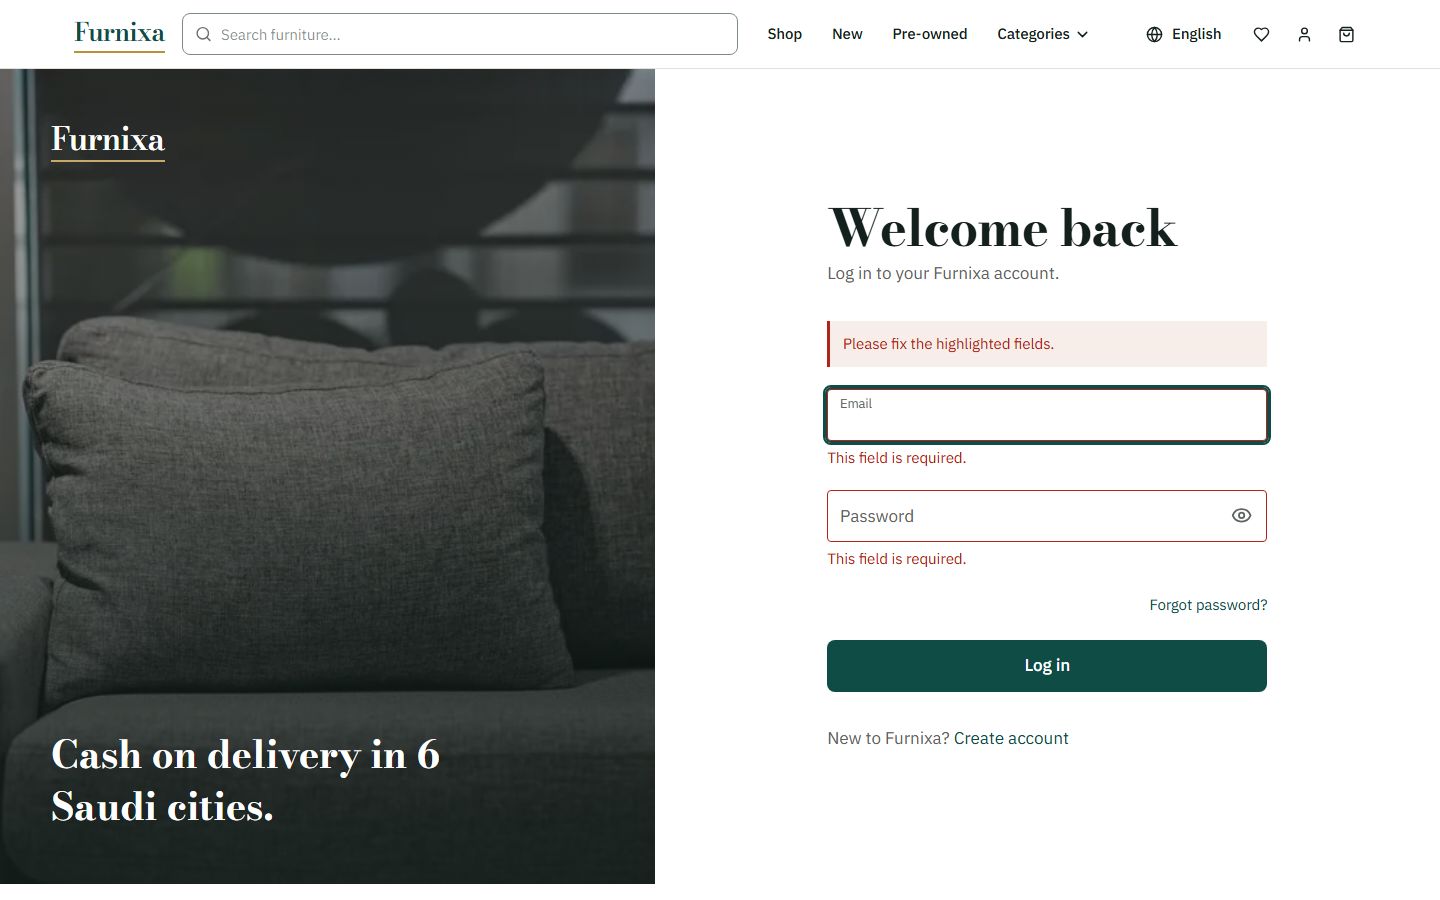 Furnixa
Search furniture...
Shop
New
Pre-owned
Categories
English
Furnixa
Cash on delivery in 6
Saudi cities.
Welcome back
Log in to your Furnixa account.
Please fix the highlighted fields.
Email
This field is required.
Password
This field is required.
Forgot password?
Log in
New to Furnixa? Create account